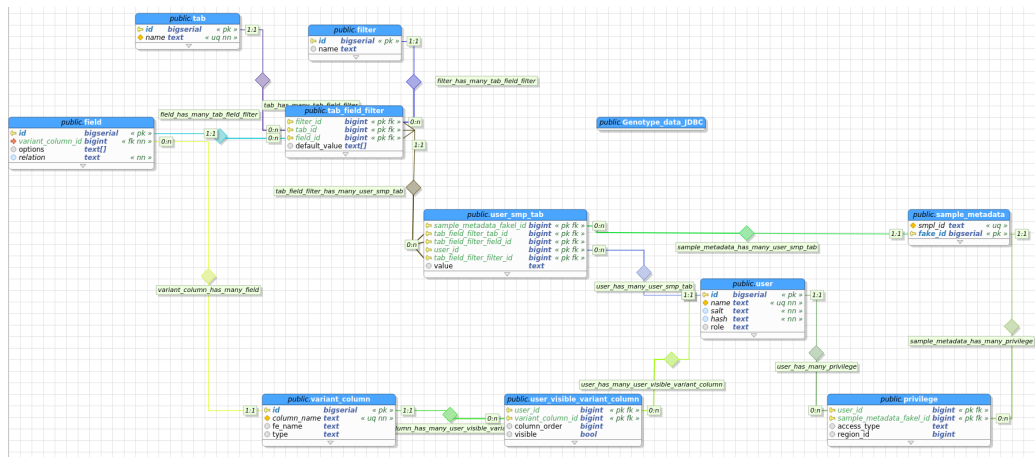 public.tab
id bigserial « pk »
name text « uq nn »
1:1
public.filter
id bigserial « pk »
name text
1:1
filter_has_many_tab_field_filter
tab_has_many_tab_field_filter
field_has_many_tab_field_filter
public.field
id bigserial « pk »
variant_column_id bigint « fk nn »
options text[]
relation text « nn »
1:1
0:n
public.tab_field_filter
filter_id bigint « pk fk »
tab_id bigint « pk fk »
field_id bigint « pk fk »
default_value text[]
0:n
0:n
0:n
1:1
public.Genotype_data_JDBC
tab_field_filter_has_many_user_smp_tab
0:n
public.user_smp_tab
sample_metadata_fakeI_id bigint « pk fk »
tab_field_filter_tab_id bigint « pk fk »
tab_field_filter_field_id bigint « pk fk »
user_id bigint « pk fk »
tab_field_filter_filter_id bigint « pk fk »
value text
0:n
0:n
sample_metadata_has_many_user_smp_tab
1:1
public.sample_metadata
smpl_id text « uq »
fake_id bigserial « pk »
1:1
variant_column_has_many_field
user_has_many_user_smp_tab
1:1
public.user
id bigserial « pk »
name text « uq nn »
salt text « nn »
hash text « nn »
role text
1:1
sample_metadata_has_many_privilege
user_has_many_privilege
user_has_many_user_visible_variant_column
1:1
public.variant_column
id bigserial « pk »
column_name text « uq nn »
fe_name text
type text
1:1
0:n
public.user_visible_variant_column
user_id bigint « pk fk »
variant_column_id bigint « pk fk »
column_order bigint
visible bool
0:n
0:n
public.privilege
user_id bigint « pk fk »
sample_metadata_fakeI_id bigint « pk fk »
access_type text
region_id bigint
0:n